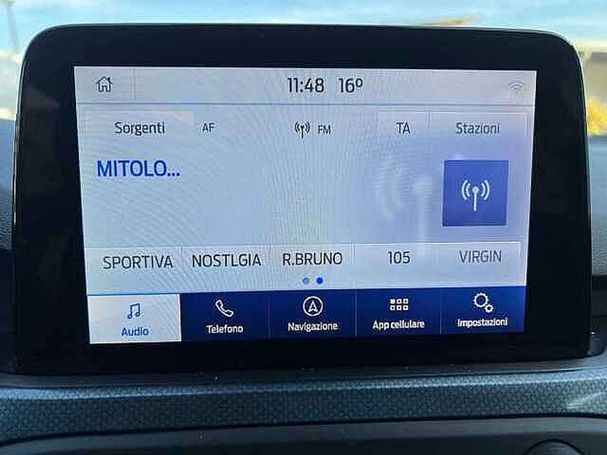 11:48 16º
Sorgenti AF FM TA Stazioni
MITOLO...
SPORTIVA NOSTLGIA R.BRUNO 105 VIRGIN
Audio Telefono Navigazione App cellulare Impostazioni